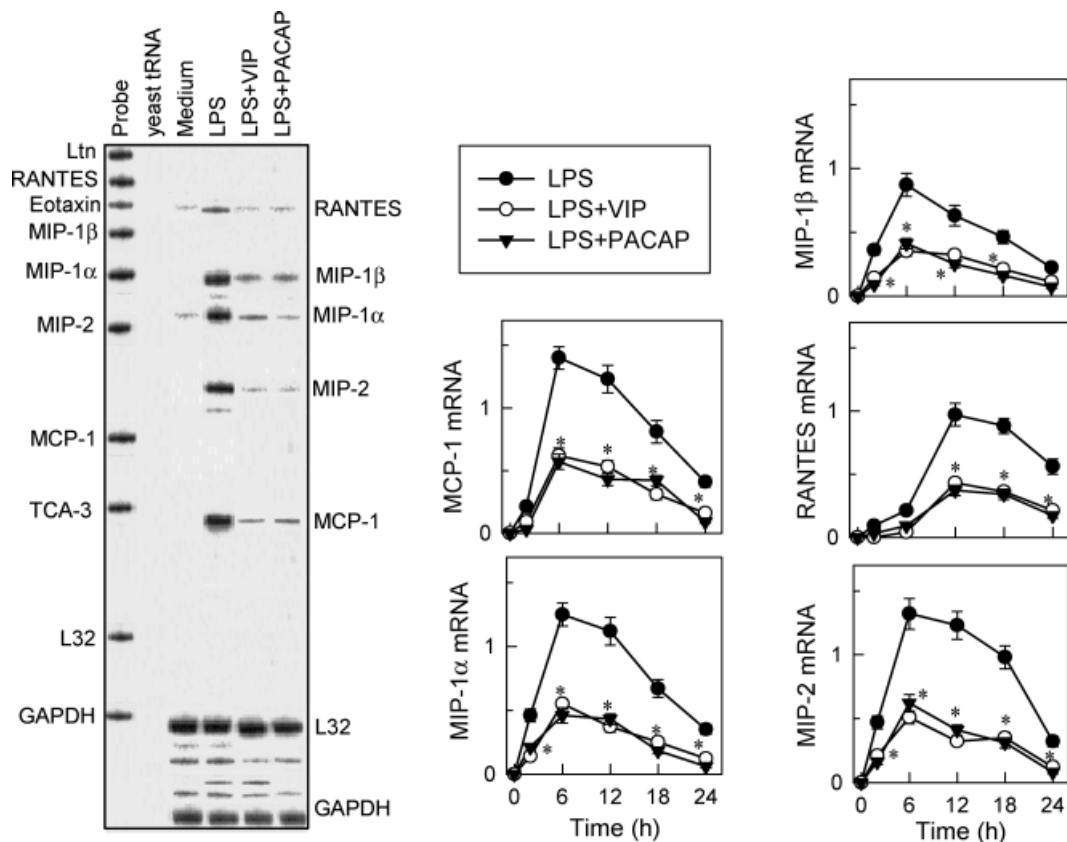 Probe
yeast tRNA
Medium
LPS
LPS+VIP
LPS+PACAP
Ltn
RANTES
Eotaxin
MIP-1β
MIP-1α
MIP-2
MCP-1
TCA-3
L32
GAPDH
RANTES
MIP-1β
MIP-1α
MIP-2
MCP-1
L32
GAPDH
LPS
LPS+VIP
LPS+PACAP
MCP-1 mRNA
1
0
* * * *
MIP-1α mRNA
1
0
* * * * *
0 6 12 18 24
Time (h)
MIP-1β mRNA
1
0
* * * *
RANTES mRNA
1
0
* * *
MIP-2 mRNA
1
0
* * * * *
0 6 12 18 24
Time (h)